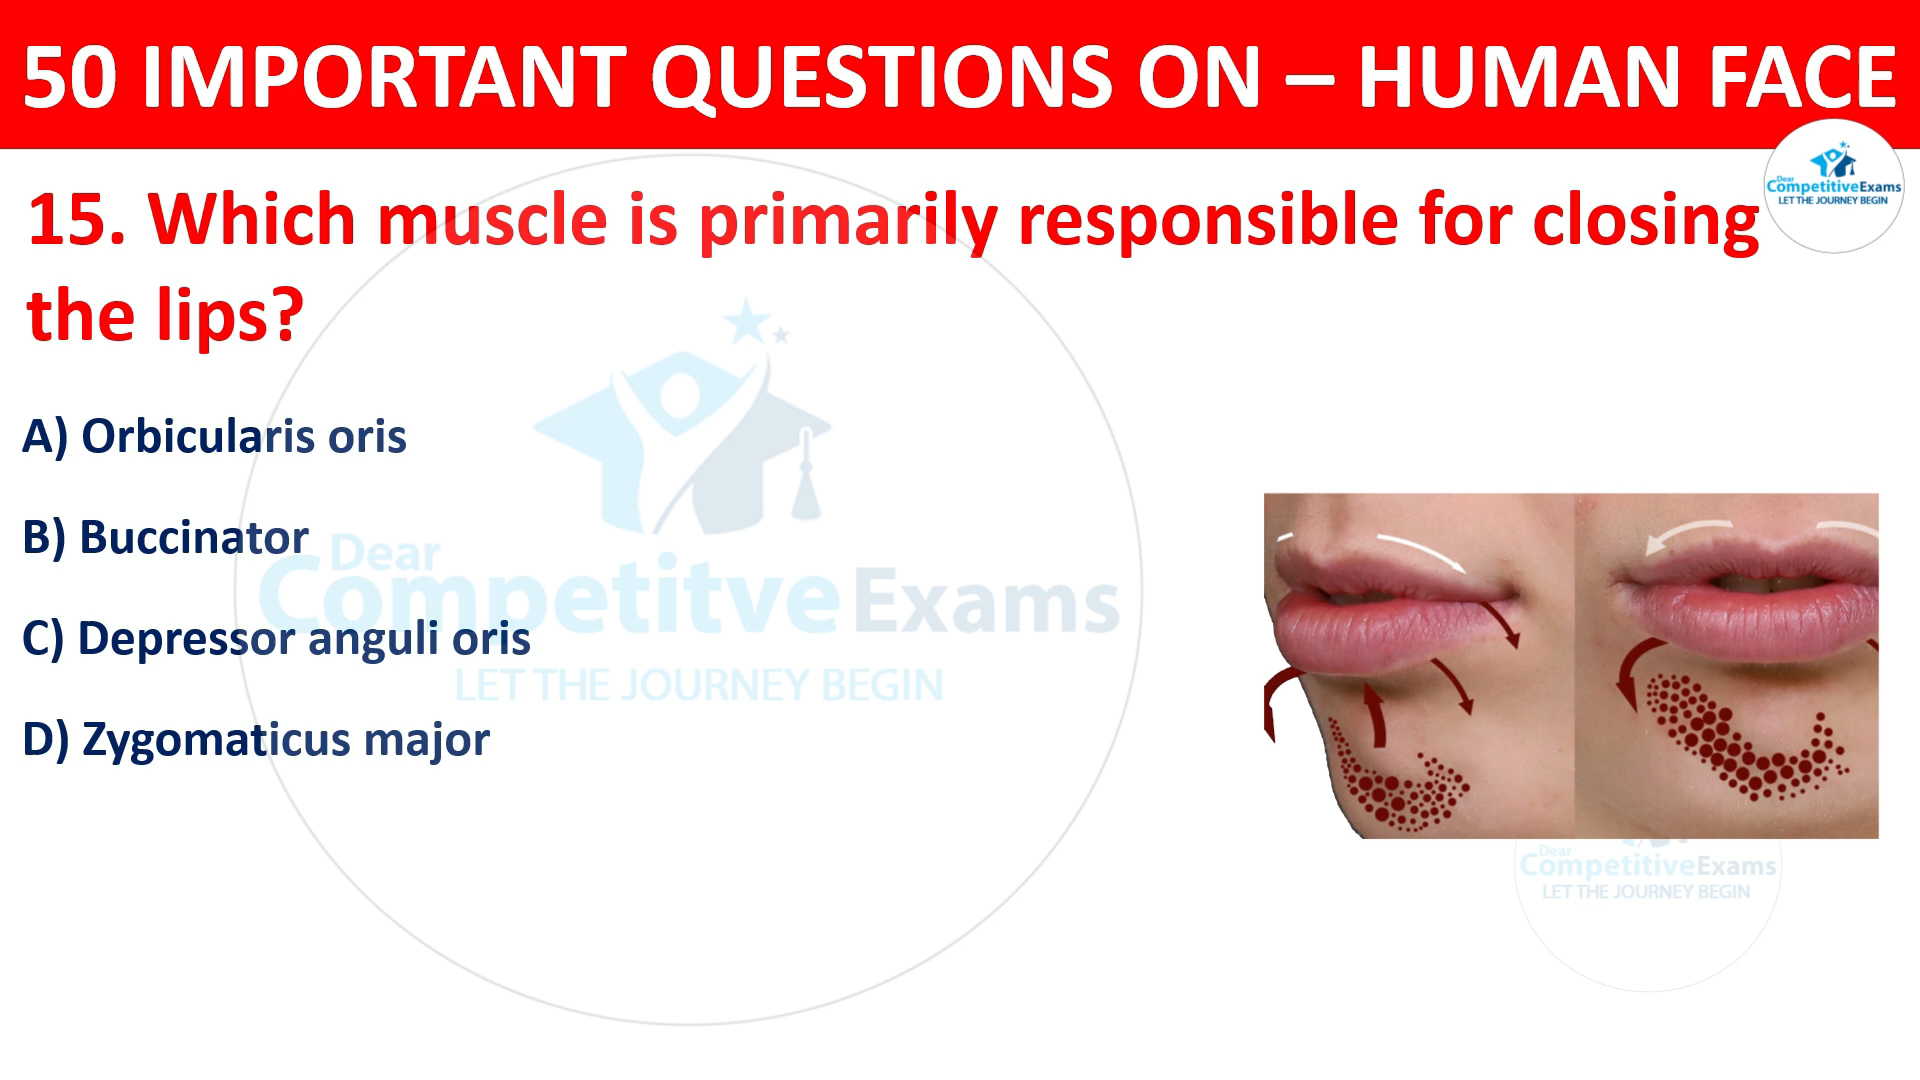 50 IMPORTANT QUESTIONS ON – HUMAN FACE
Dear
CompetitiveExams
LET THE JOURNEY BEGIN
15. Which muscle is primarily responsible for closing
the lips?
A) Orbicularis oris
B) Buccinator
C) Depressor anguli oris
D) Zygomaticus major
Dear
CompetitveExams
LET THE JOURNEY BEGIN
Dear
CompetitiveExams
LET THE JOURNEY BEGIN